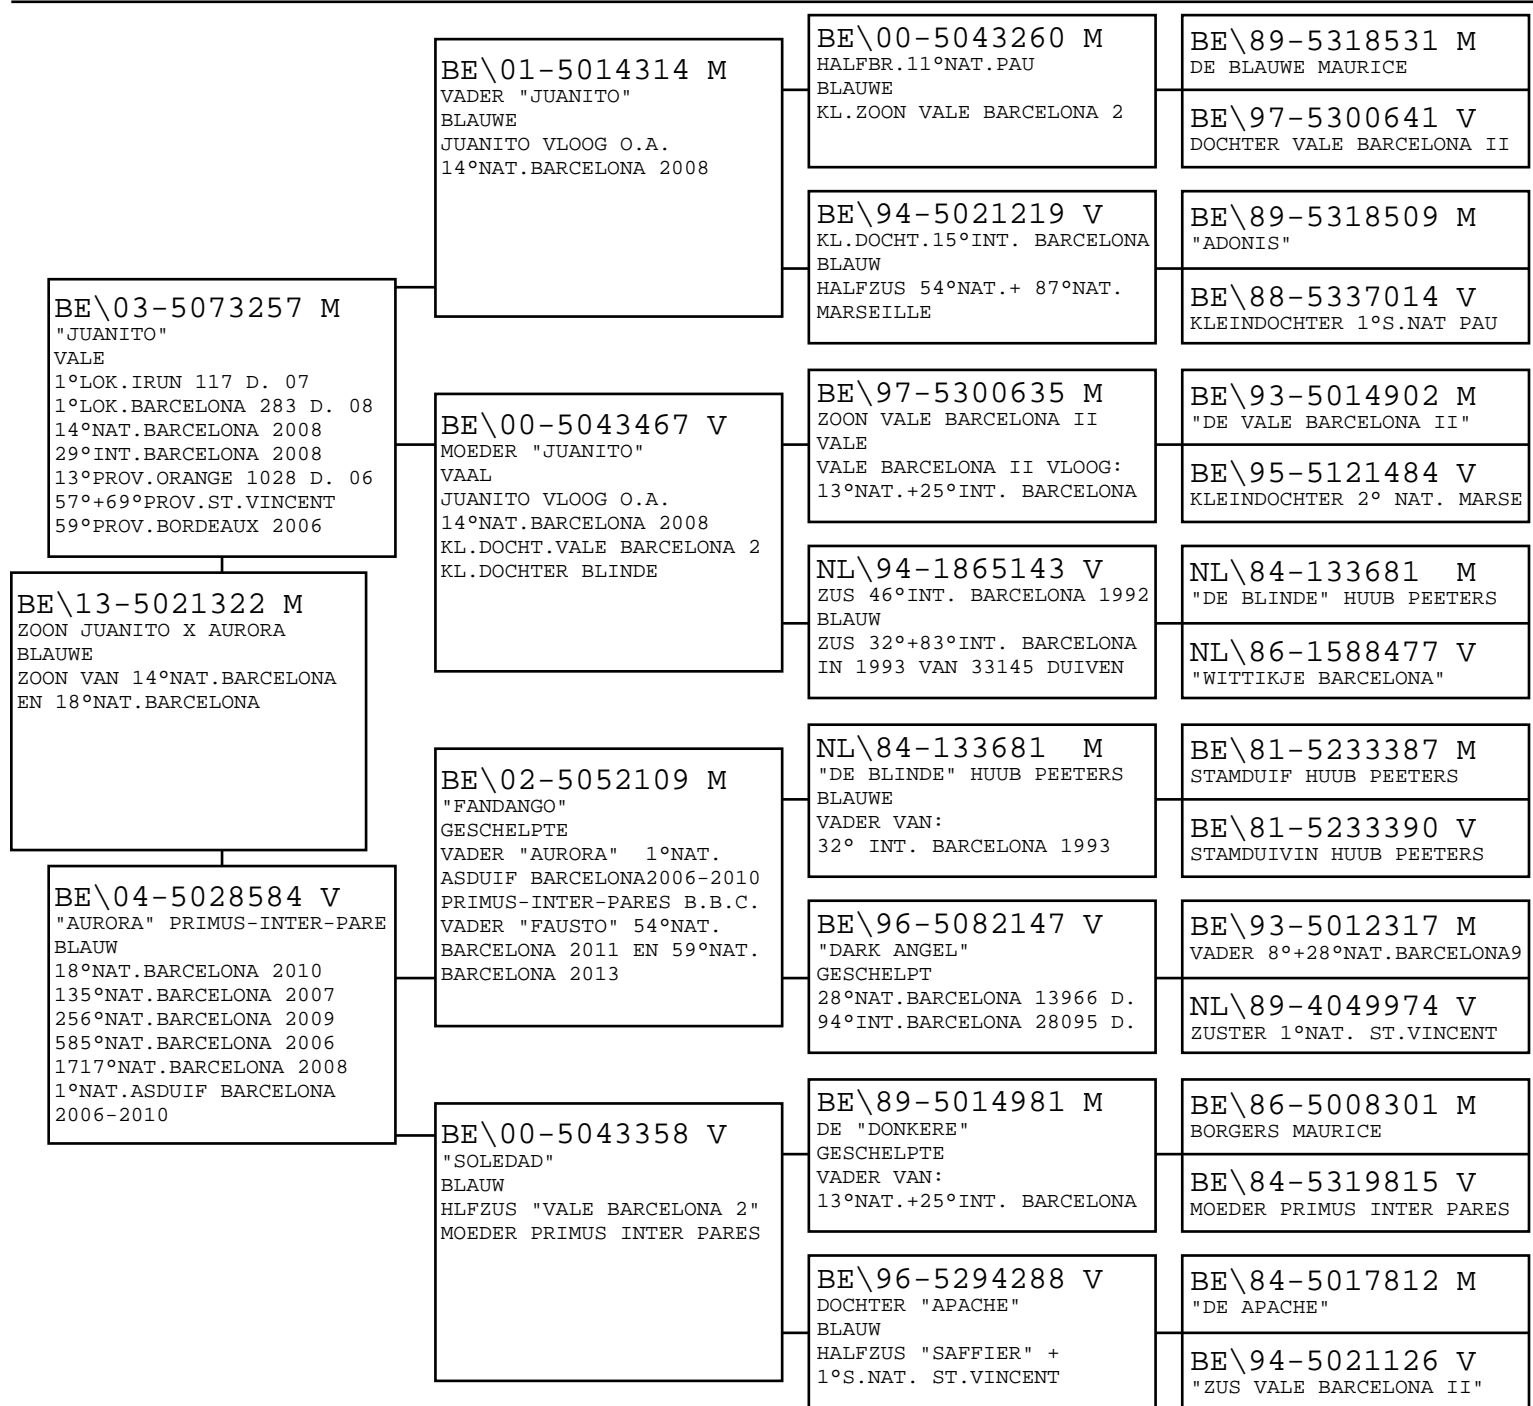 BE\13-5021322 M
ZOON JUANITO X AURORA
BLAUWE
ZOON VAN 14°NAT.BARCELONA
EN 18°NAT.BARCELONA
BE\03-5073257 M
"JUANITO"
VALE
1°LOK.IRUN 117 D. 07
1°LOK.BARCELONA 283 D. 08
14°NAT.BARCELONA 2008
29°INT.BARCELONA 2008
13°PROV.ORANGE 1028 D. 06
57°+69°PROV.ST.VINCENT
59°PROV.BORDEAUX 2006
BE\04-5028584 V
"AURORA" PRIMUS-INTER-PARE
BLAUW
18°NAT.BARCELONA 2010
135°NAT.BARCELONA 2007
256°NAT.BARCELONA 2009
585°NAT.BARCELONA 2006
1717°NAT.BARCELONA 2008
1°NAT.ASDUIF BARCELONA
2006-2010
BE\01-5014314 M
VADER "JUANITO"
BLAUWE
JUANITO VLOOG O.A.
14°NAT.BARCELONA 2008
BE\00-5043467 V
MOEDER "JUANITO"
VAAL
JUANITO VLOOG O.A.
14°NAT.BARCELONA 2008
KL.DOCHT.VALE BARCELONA 2
KL.DOCHTER BLINDE
BE\02-5052109 M
"FANDANGO"
GESCHELPTE
VADER "AURORA"  1°NAT.
ASDUIF BARCELONA2006-2010
PRIMUS-INTER-PARES B.B.C.
VADER "FAUSTO" 54°NAT.
BARCELONA 2011 EN 59°NAT.
BARCELONA 2013
BE\00-5043358 V
"SOLEDAD"
BLAUW
HLFZUS "VALE BARCELONA 2"
MOEDER PRIMUS INTER PARES
BE\00-5043260 M
HALFBR.11°NAT.PAU
BLAUWE
KL.ZOON VALE BARCELONA 2
BE\94-5021219 V
KL.DOCHT.15°INT. BARCELONA
BLAUW
HALFZUS 54°NAT.+ 87°NAT.
MARSEILLE
BE\97-5300635 M
ZOON VALE BARCELONA II
VALE
VALE BARCELONA II VLOOG:
13°NAT.+25°INT. BARCELONA
NL\94-1865143 V
ZUS 46°INT. BARCELONA 1992
BLAUW
ZUS 32°+83°INT. BARCELONA
IN 1993 VAN 33145 DUIVEN
NL\84-133681  M
"DE BLINDE" HUUB PEETERS
BLAUWE
VADER VAN:
32° INT. BARCELONA 1993
BE\96-5082147 V
"DARK ANGEL"
GESCHELPT
28°NAT.BARCELONA 13966 D.
94°INT.BARCELONA 28095 D.
BE\89-5014981 M
DE "DONKERE"
GESCHELPTE
VADER VAN:
13°NAT.+25°INT. BARCELONA
BE\96-5294288 V
DOCHTER "APACHE"
BLAUW
HALFZUS "SAFFIER" +
1°S.NAT. ST.VINCENT
BE\89-5318531 M
DE BLAUWE MAURICE
BE\97-5300641 V
DOCHTER VALE BARCELONA II
BE\89-5318509 M
"ADONIS"
BE\88-5337014 V
KLEINDOCHTER 1°S.NAT PAU
BE\93-5014902 M
"DE VALE BARCELONA II"
BE\95-5121484 V
KLEINDOCHTER 2° NAT. MARSE
NL\84-133681  M
"DE BLINDE" HUUB PEETERS
NL\86-1588477 V
"WITTIKJE BARCELONA"
BE\81-5233387 M
STAMDUIF HUUB PEETERS
BE\81-5233390 V
STAMDUIVIN HUUB PEETERS
BE\93-5012317 M
VADER 8°+28°NAT.BARCELONA9
NL\89-4049974 V
ZUSTER 1°NAT. ST.VINCENT
BE\86-5008301 M
BORGERS MAURICE
BE\84-5319815 V
MOEDER PRIMUS INTER PARES
BE\84-5017812 M
"DE APACHE"
BE\94-5021126 V
"ZUS VALE BARCELONA II"